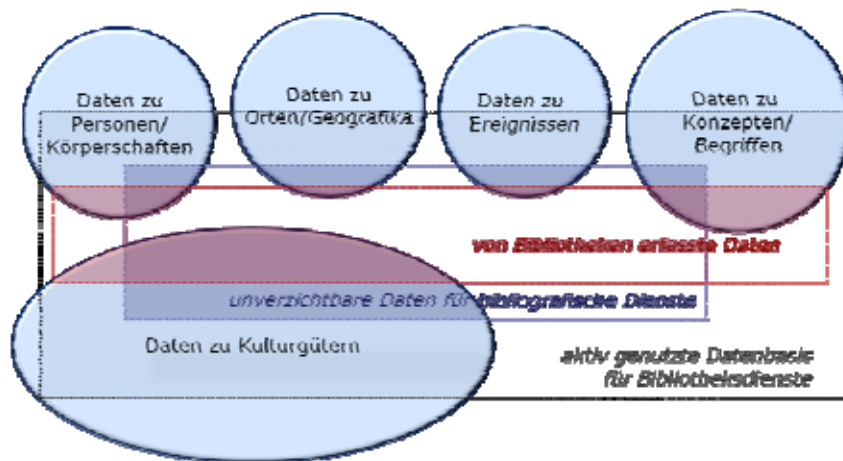 Daten zu
Personen/
Körperschaften
Daten zu
Orten/Geografika
Daten zu
Ereignissen
Daten zu
Konzepten/
Begriffen
von Bibliotheken erfasste Daten
unverzichtbare Daten für bibliografische Dienste
Daten zu Kulturgütern
aktiv genutzte Datenbasis
für Bibliotheksdienste